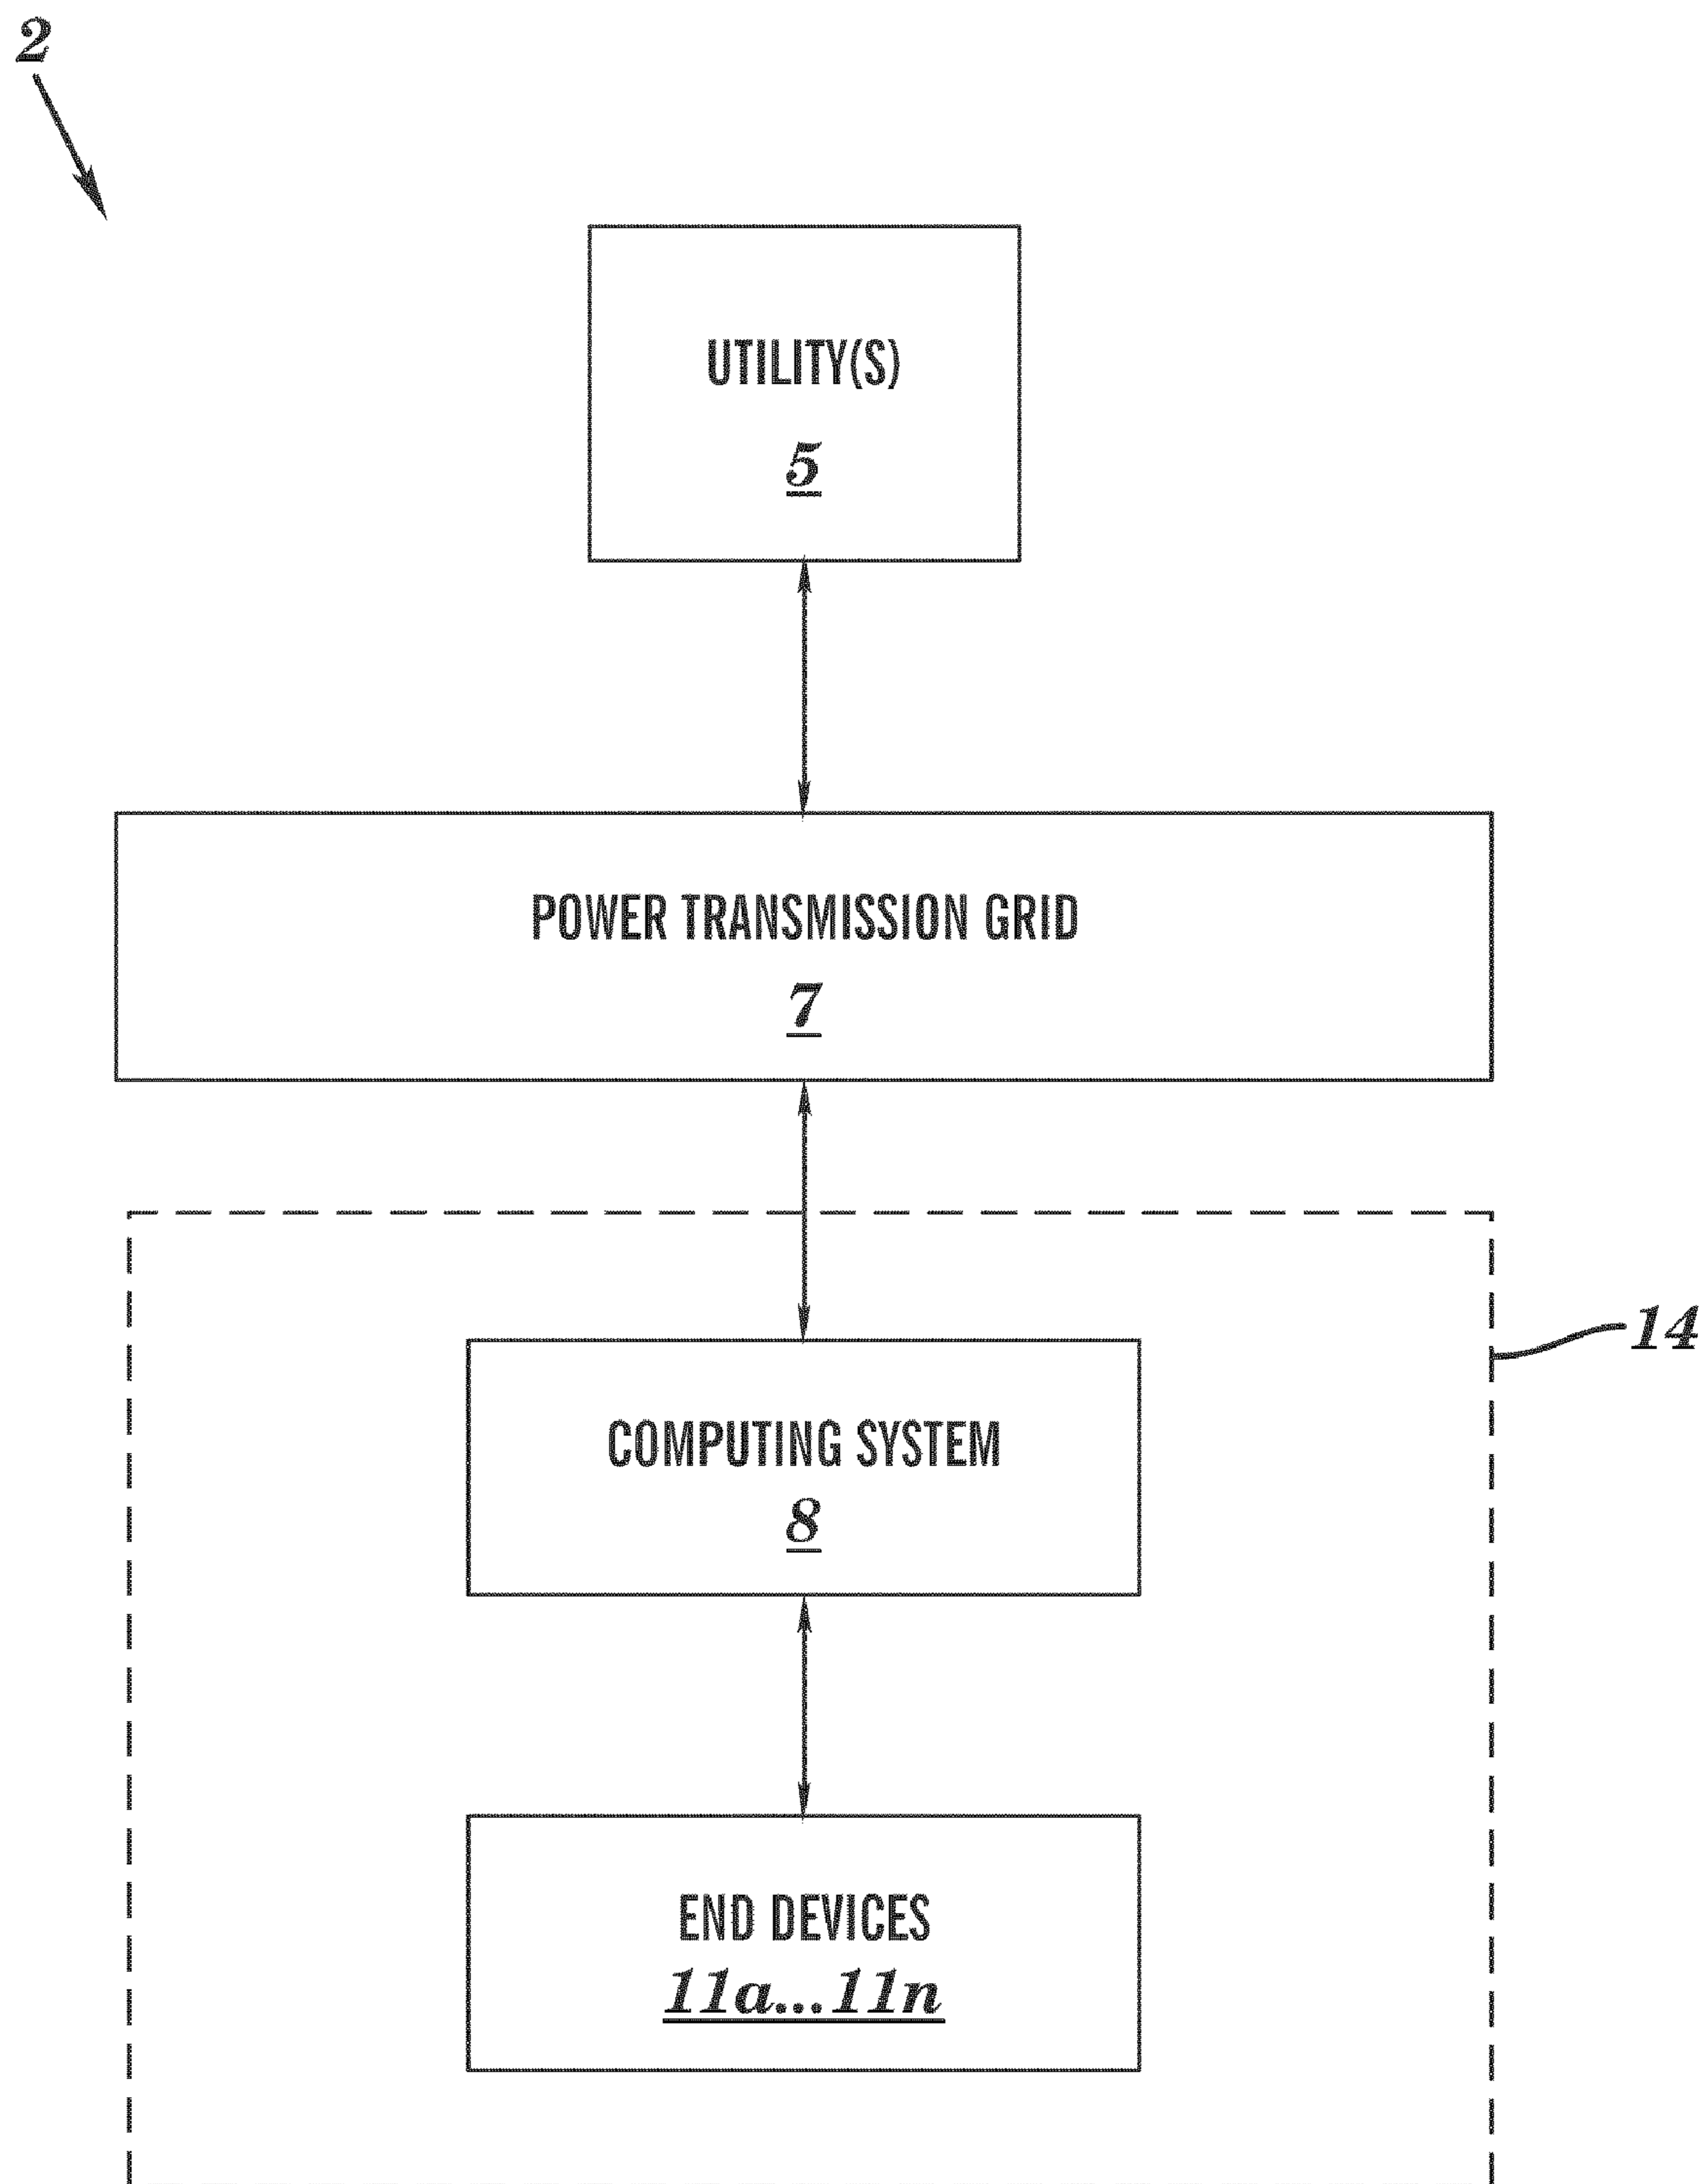 2
UTILITY(S)
5
POWER TRANSMISSION GRID
7
14
COMPUTING SYSTEM
8
END DEVICES
11a...11n